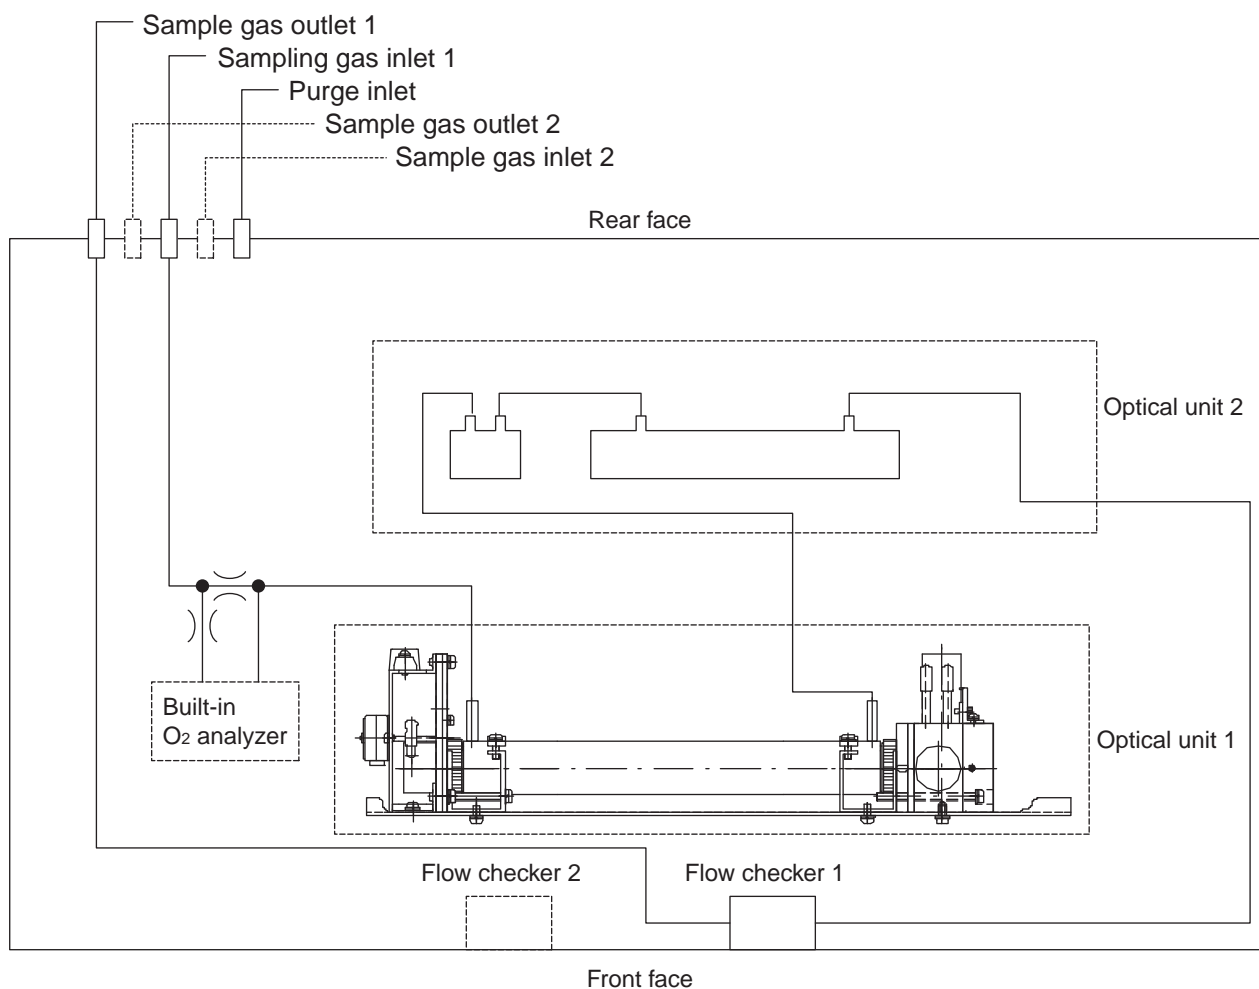 Sample gas outlet 1
Sampling gas inlet 1
Purge inlet
Sample gas outlet 2
Sample gas inlet 2
Rear face
Optical unit 2
Built-in
O2 analyzer
Optical unit 1
Flow checker 2
Flow checker 1
Front face